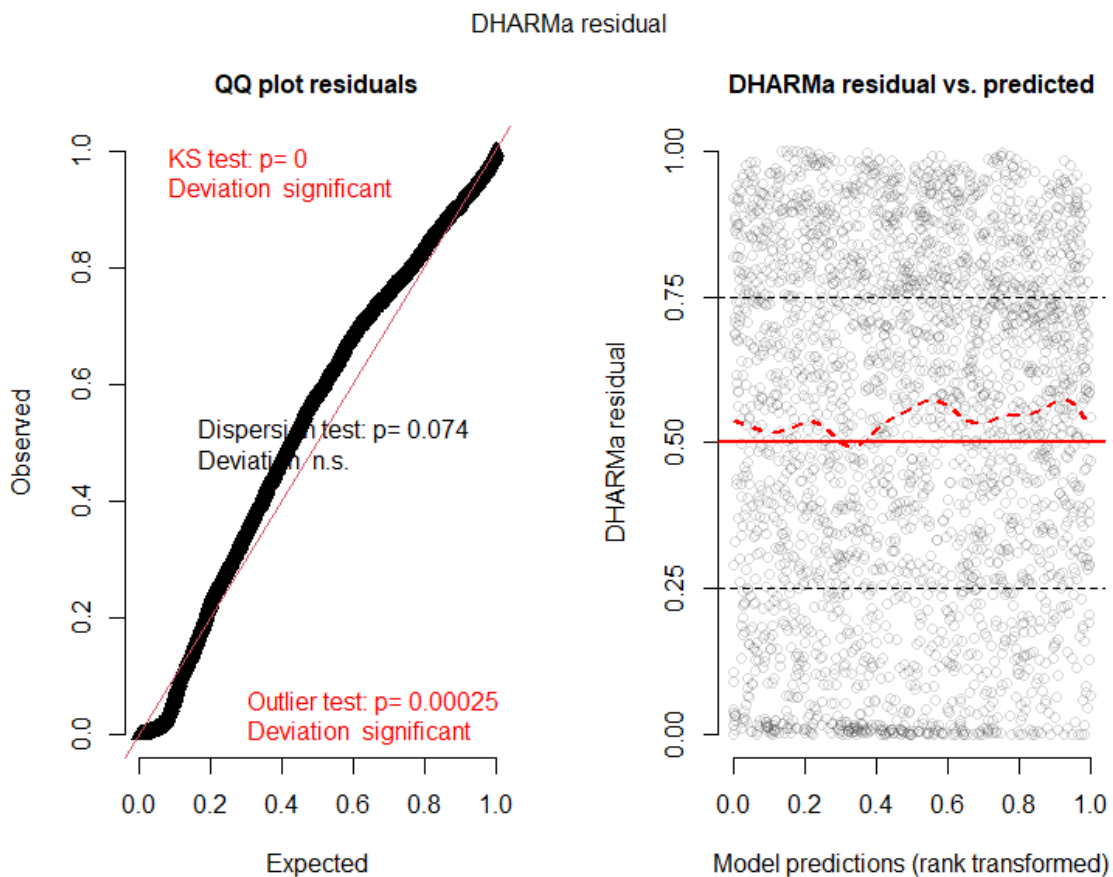 DHARMa residual
QQ plot residuals
KS test: p= 0
Deviation  significant
Dispersion test: p= 0.074
Deviation  n.s.
Outlier test: p= 0.00025
Deviation  significant
Observed
0.0 0.2 0.4 0.6 0.8 1.0
0.0 0.2 0.4 0.6 0.8 1.0
Expected
DHARMa residual vs. predicted
DHARMa residual
0.00 0.25 0.50 0.75 1.00
0.0 0.2 0.4 0.6 0.8 1.0
Model predictions (rank transformed)